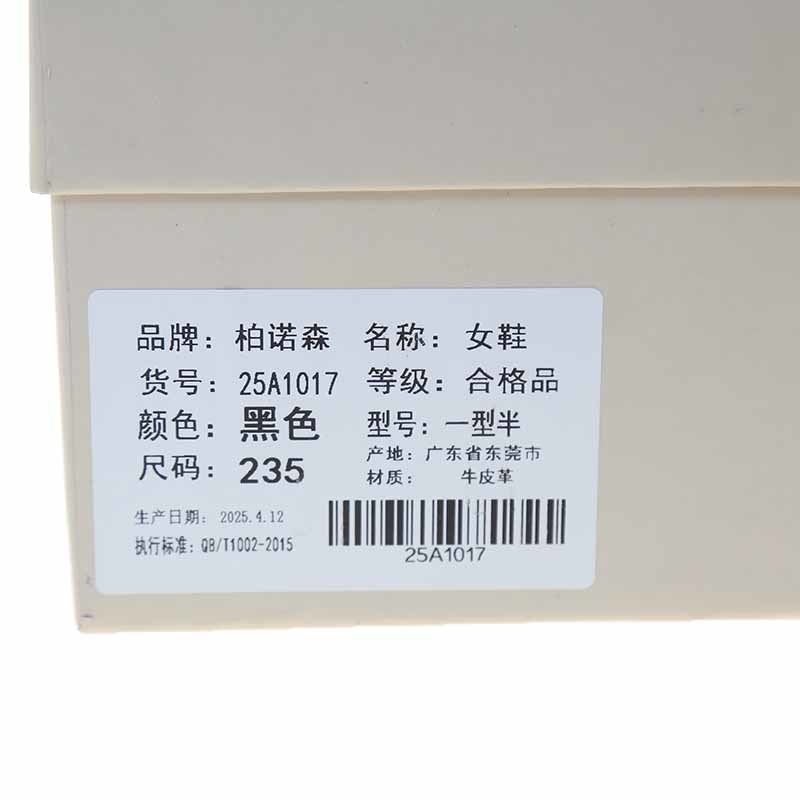 品牌：柏诺森 名称：女鞋
货号：25A1017 等级：合格品
颜色：黑色 型号：一型半
尺码：235 产地：广东省东莞市
材质： 牛皮革
生产日期：2025.4.12
执行标准：QB/T1002-2015
25A1017